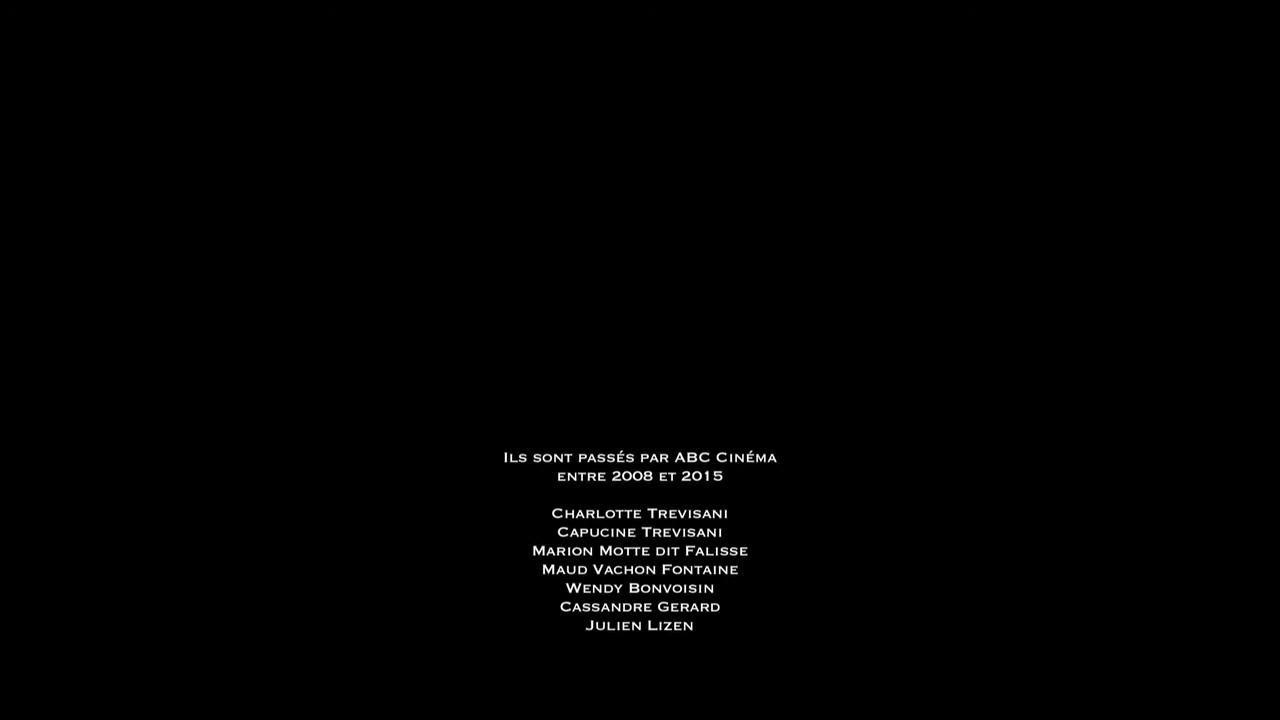 Ils sont passés par ABC Cinéma
entre 2008 et 2015
Charlotte Trevisani
Capucine Trevisani
Marion Motte dit Falisse
Maud Vachon Fontaine
Wendy Bonvoisin
Cassandre Gerard
Julien Lizen